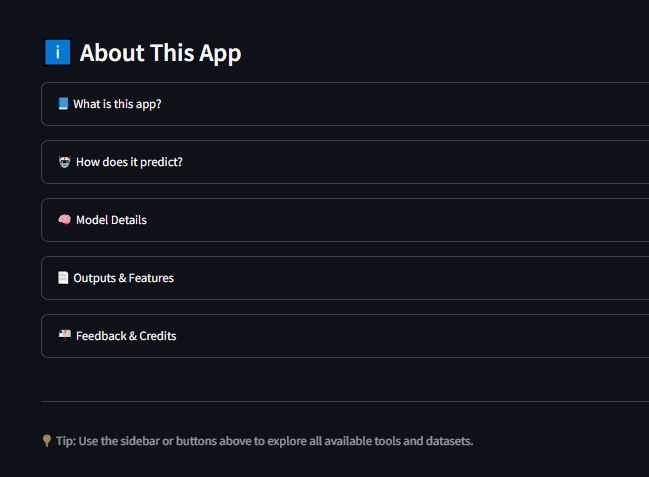 ℹ️ About This App
📘 What is this app?
🤖 How does it predict?
🧠 Model Details
📄 Outputs & Features
📬 Feedback & Credits
💡 Tip: Use the sidebar or buttons above to explore all available tools and datasets.